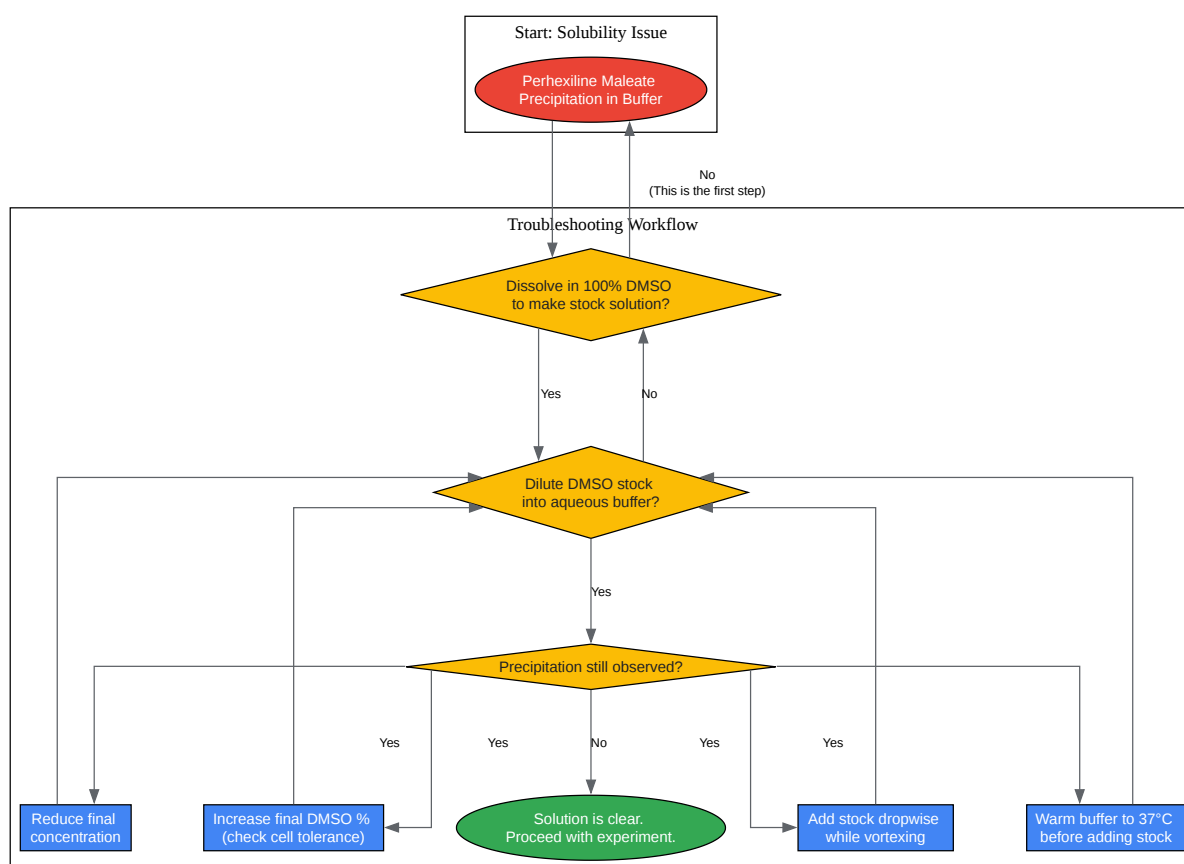 Start: Solubility Issue
Perhexiline Maleate
Precipitation in Buffer
No
(This is the first step)
Troubleshooting Workflow
Dissolve in 100% DMSO
to make stock solution?
Yes
No
Dilute DMSO stock
into aqueous buffer?
Yes
Precipitation still observed?
Yes
Yes
No
Yes
Yes
Reduce final
concentration
Increase final DMSO %
(check cell tolerance)
Solution is clear.
Proceed with experiment.
Add stock dropwise
while vortexing
Warm buffer to 37°C
before adding stock